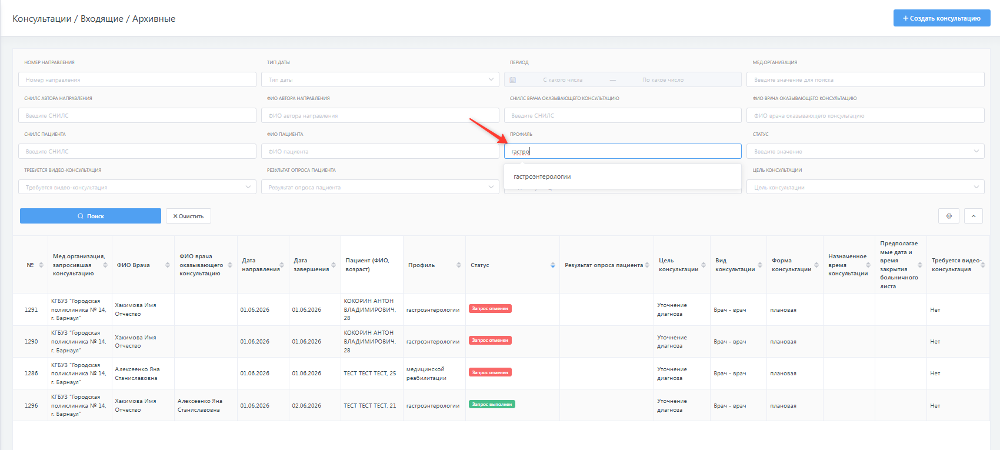 Консультации / Входящие / Архивные
+ Создать консультацию
НОМЕР НАПРАВЛЕНИЯ
ТИП ДАТЫ
ПЕРИОД
МЕД.ОРГАНИЗАЦИЯ
Номер направления
Тип даты
С какого числа — По какое число
Введите значение для поиска
СНИЛС АВТОРА НАПРАВЛЕНИЯ
ФИО АВТОРА НАПРАВЛЕНИЯ
СНИЛС ВРАЧА ОКАЗЫВАЮЩЕГО КОНСУЛЬТАЦИЮ
ФИО ВРАЧА ОКАЗЫВАЮЩЕГО КОНСУЛЬТАЦИЮ
Введите СНИЛС
ФИО автора направления
Введите СНИЛС
ФИО врача оказывающего консультацию
СНИЛС ПАЦИЕНТА
ФИО ПАЦИЕНТА
ПРОФИЛЬ
СТАТУС
Введите СНИЛС
ФИО пациента
гастро
Введите значение
ТРЕБУЕТСЯ ВИДЕО-КОНСУЛЬТАЦИЯ
РЕЗУЛЬТАТ ОПРОСА ПАЦИЕНТА
гастроэнтерологии
ЦЕЛЬ КОНСУЛЬТАЦИИ
Требуется видео-консультация
Результат опроса пациента
Цель консультации
Поиск
× Очистить
№
Мед.организация,
запросившая
консультацию
ФИО Врача
ФИО врача
оказывающего
консультацию
Дата
направления
Дата
завершения
Пациент (ФИО,
возраст)
Профиль
Статус
Результат опроса пациента
Цель
консультации
Вид
консультации
Форма
консультации
Назначенное
время
консультации
Предполагае
мые дата и
время
закрытия
больничного
листа
Требуется видео-
консультация
1291
КГБУЗ "Городская
поликлиника № 14,
г. Барнаул"
Хакимова Имя
Отчество
01.06.2026
01.06.2026
КОКОРИН АНТОН
ВЛАДИМИРОВИЧ,
28
гастроэнтерологии
Запрос отменен
Уточнение
диагноза
Врач - врач
плановая
Нет
1290
КГБУЗ "Городская
поликлиника № 14,
г. Барнаул"
Хакимова Имя
Отчество
01.06.2026
01.06.2026
КОКОРИН АНТОН
ВЛАДИМИРОВИЧ,
28
гастроэнтерологии
Запрос отменен
Уточнение
диагноза
Врач - врач
плановая
Нет
1286
КГБУЗ "Городская
поликлиника № 14,
г. Барнаул"
Алексеенко Яна
Станиславовна
01.06.2026
01.06.2026
ТЕСТ ТЕСТ ТЕСТ, 25
медицинской
реабилитации
Запрос отменен
Уточнение
диагноза
Врач - врач
плановая
Нет
1296
КГБУЗ "Городская
поликлиника № 14,
г. Барнаул"
Хакимова Имя
Отчество
Алексеенко Яна
Станиславовна
01.06.2026
02.06.2026
ТЕСТ ТЕСТ ТЕСТ, 21
гастроэнтерологии
Запрос выполнен
Уточнение
диагноза
Врач - врач
плановая
Нет